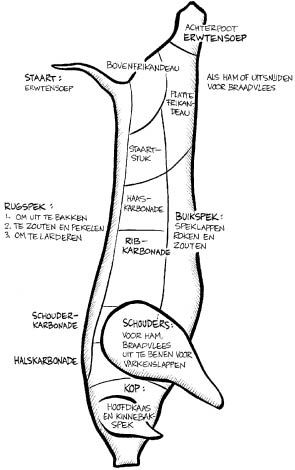 ACHTERPOOT
ERWTENSOEP
BOVENFRIKANDEAU
STAART:
ERWTENSOEP
ALS HAM OF UITSNIJDEN
VOOR BRAADVLEES
PLATTE
FRIKAN-
DEAU
STAART-
STUK
HAAS-
KARBONADE
RUGSPEK:
1. OM UIT TE BAKKEN
2. TE ZOUTEN EN PEKELEN
3. OM TE LARDEREN
BUIKSPEK:
SPEKLAPPEN
ROKEN EN
ZOUTEN
RIB-
KARBONADE
SCHOUDER-
KARBONADE
SCHOUDERS:
VOOR HAM,
BRAADVLEES
UIT TE BENEN VOOR
VARKENSLAPPEN
HALSKARBONADE
KOP:
HOOFDKAAS
EN KINNEBAK-
SPEK